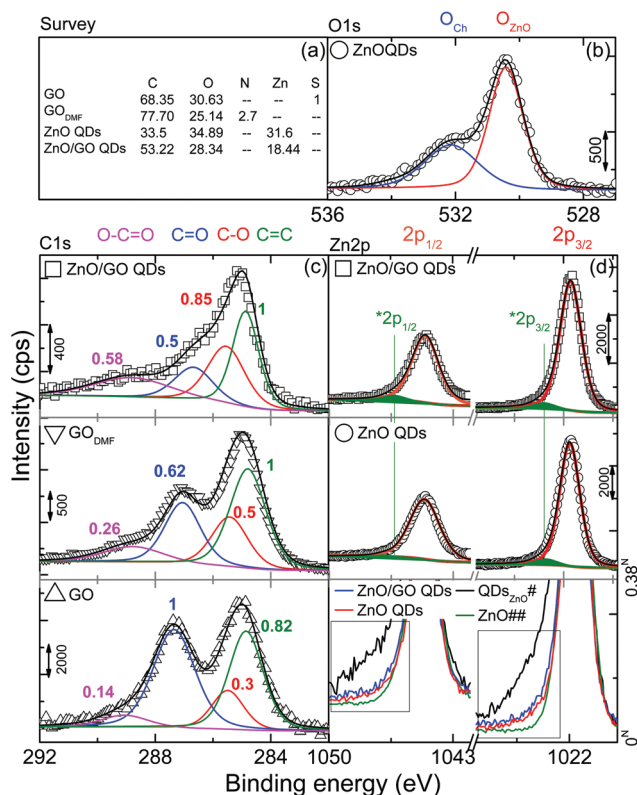 Survey
(a)
C O N Zn S
GO 68.35 30.63 -- -- 1
GO_DMF 77.70 25.14 2.7 -- --
ZnO QDs 33.5 34.89 -- 31.6 --
ZnO/GO QDs 53.22 28.34 -- 18.44 --
O1s
O_Ch O_ZnO
ZnOQDs (b)
500
536 532 528
C1s
O-C=O C=O C-O C=C
ZnO/GO QDs (c)
0.85 1
0.5
0.58
400
GO_DMF
0.62 1
0.5
0.26
500
GO
1 0.82
0.3
0.14
2000
292 288 284
Zn2p
2p_1/2 2p_3/2
ZnO/GO QDs (d)
*2p_1/2 *2p_3/2
2000
ZnO QDs
2000
ZnO/GO QDs
ZnO QDs
QDs_ZnO#
ZnO##
0.38^N
0^N
1050 1043 1022
Intensity (cps)
Binding energy (eV)